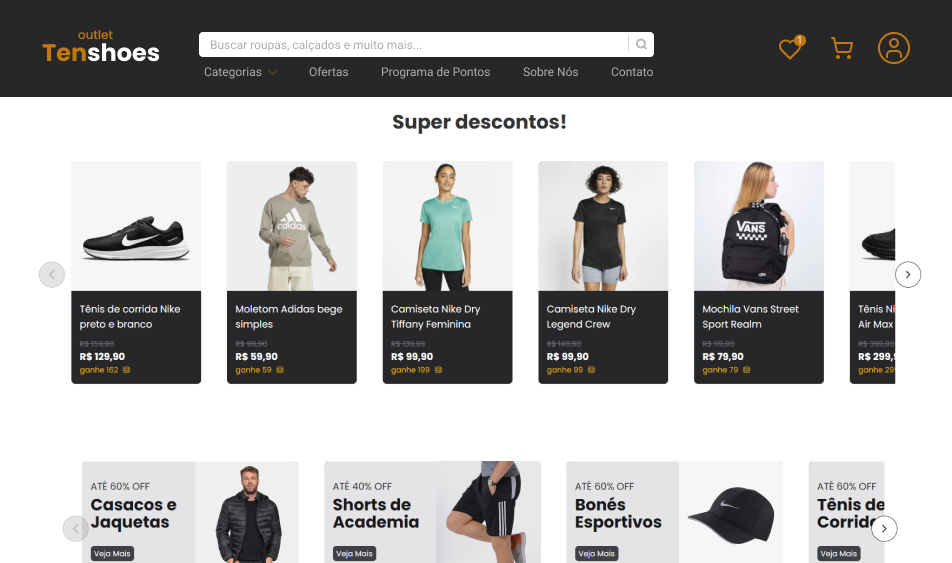 outlet
Tenshoes
Buscar roupas, calçados e muito mais...
1
Categorias
Ofertas
Programa de Pontos
Sobre Nós
Contato
Super descontos!
adidas
VANS
Tênis de corrida Nike
preto e branco
R$ 159,90
R$ 129,90
ganhe 162
Moletom Adidas bege
simples
R$ 99,90
R$ 59,90
ganhe 59
Camiseta Nike Dry
Tiffany Feminina
R$ 139,99
R$ 99,90
ganhe 199
Camiseta Nike Dry
Legend Crew
R$ 149,90
R$ 99,90
ganhe 99
Mochila Vans Street
Sport Realm
R$ 119,90
R$ 79,90
ganhe 79
Tênis Ni
Air Max
R$ 399,90
R$ 299,
ganhe 29
ATÉ 60% OFF
Casacos e
Jaquetas
Veja Mais
ATÉ 40% OFF
Shorts de
Academia
Veja Mais
ATÉ 60% OFF
Bonés
Esportivos
Veja Mais
ATÉ 60% OFF
Tênis de
Corrid
Veja Mais